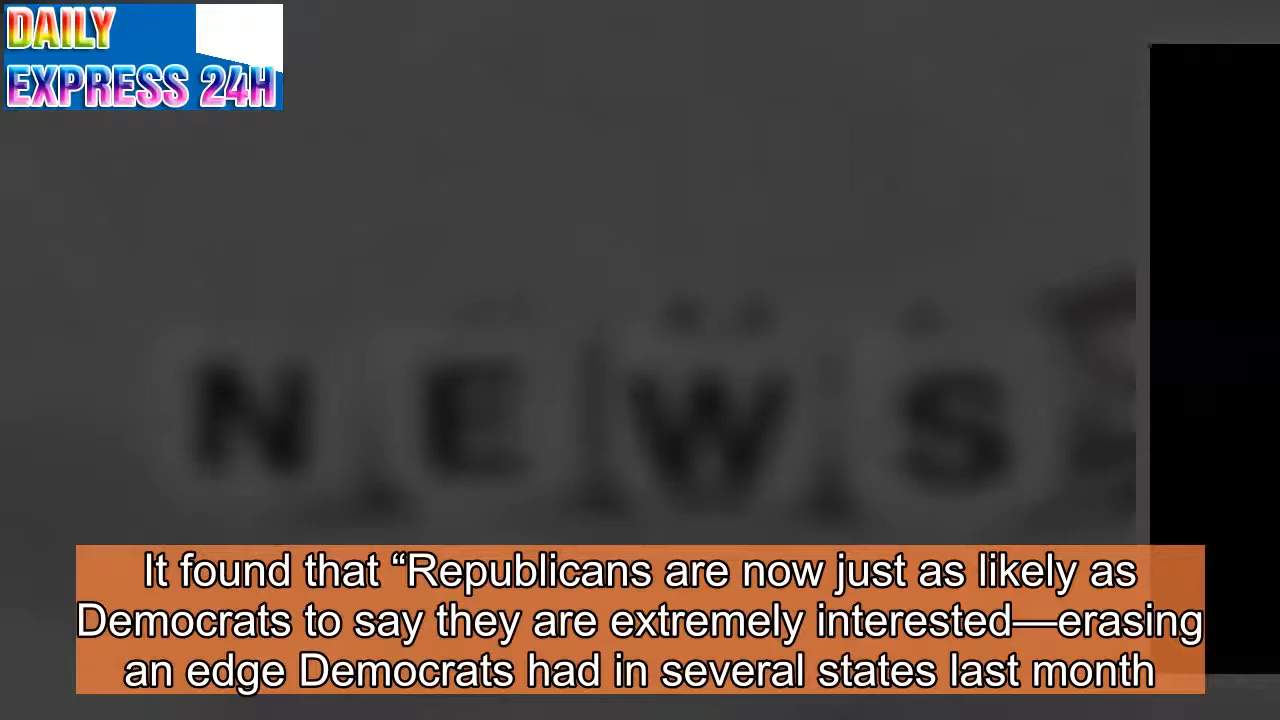 DAILY
EXPRESS 24H
N E W S
It found that “Republicans are now just as likely as
Democrats to say they are extremely interested—erasing
an edge Democrats had in several states last month